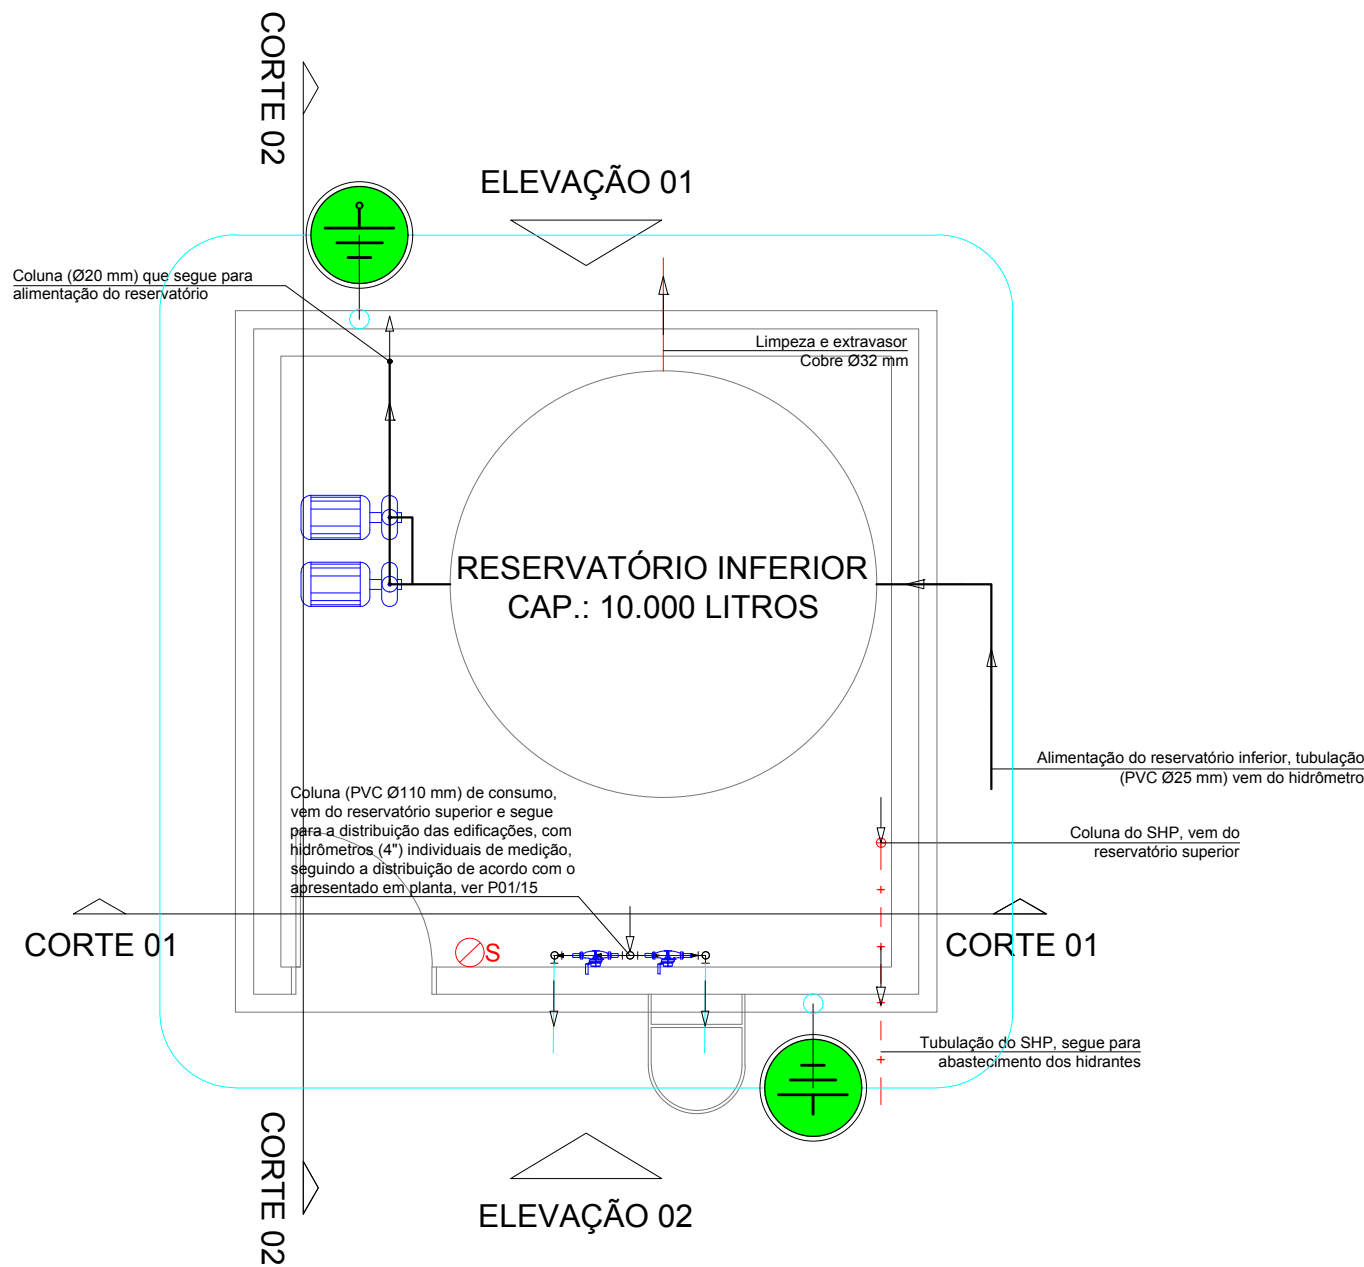 CORTE 02
ELEVAÇÃO 01
Coluna (Ø20 mm) que segue para
alimentação do reservatório
Limpeza e extravasor
Cobre Ø32 mm
RESERVATÓRIO INFERIOR
CAP.: 10.000 LITROS
Alimentação do reservatório inferior, tubulação
(PVC Ø25 mm) vem do hidrômetro
Coluna (PVC Ø110 mm) de consumo,
vem do reservatório superior e segue
para a distribuição das edificações, com
hidrômetros (4") individuais de medição,
seguindo a distribuição de acordo com o
apresentado em planta, ver P01/15
Coluna do SHP, vem do
reservatório superior
CORTE 01
S
CORTE 01
Tubulação do SHP, segue para
abastecimento dos hidrantes
CORTE 02
ELEVAÇÃO 02